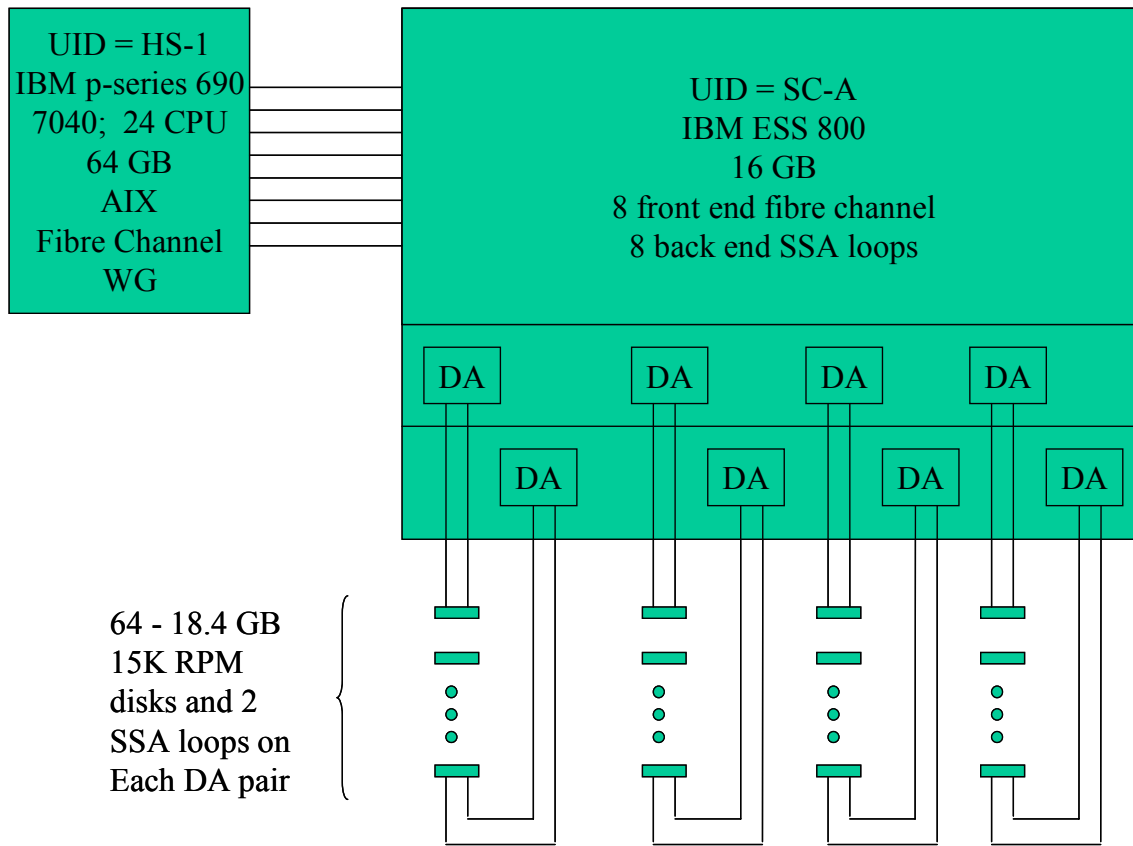 UID = HS-1
IBM p-series 690
7040;  24 CPU
64 GB
AIX
Fibre Channel
WG
UID = SC-A
IBM ESS 800
16 GB
8 front end fibre channel
8 back end SSA loops
DA
DA
DA
DA
DA
DA
DA
DA
64 - 18.4 GB
15K RPM
disks and 2
SSA loops on
Each DA pair